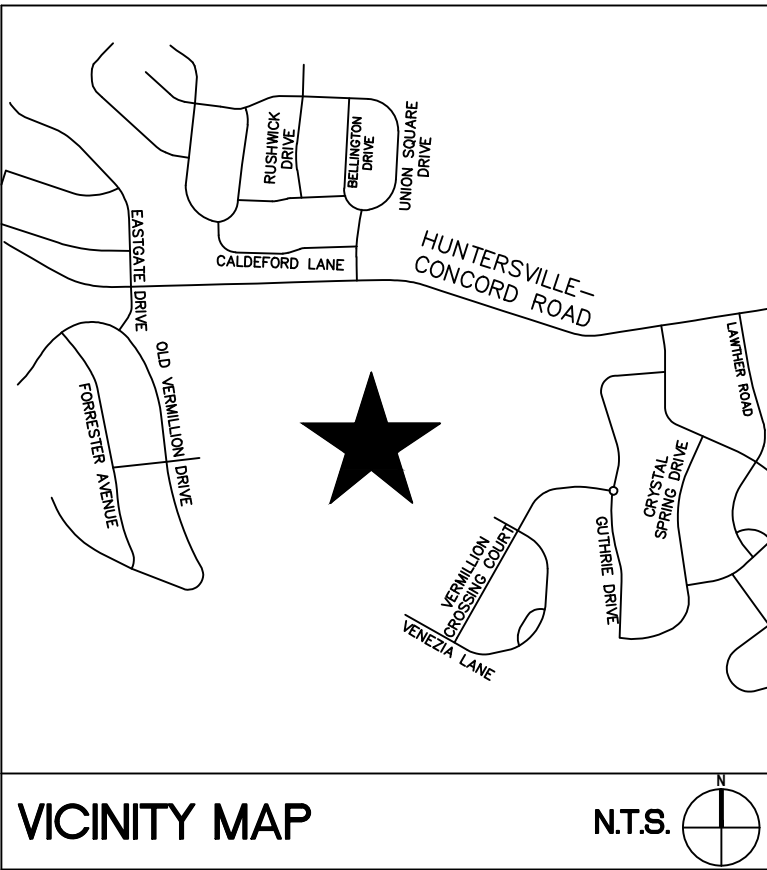 RUSHWICK
DRIVE
BELLINGTON
DRIVE
UNION SQUARE
DRIVE
EASTGATE DRIVE
CALDEFORD LANE
HUNTERSVILLE–
CONCORD ROAD
LAWTHER ROAD
OLD VERMILLION DRIVE
FORRESTER AVENUE
CRYSTAL
SPRING DRIVE
GUTHRIE DRIVE
VERMILLION
CROSSING COURT
VENEZIA LANE
VICINITY MAP
N.T.S.
N